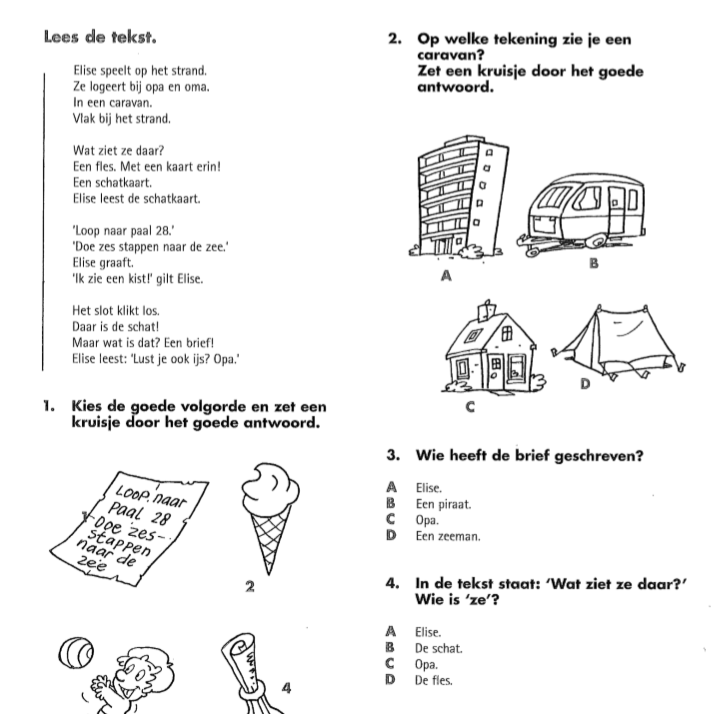 Lees de tekst.
Elise speelt op het strand.
Ze logeert bij opa en oma.
In een caravan.
Vlak bij het strand.
Wat ziet ze daar?
Een fles. Met een kaart erin!
Een schatkaart.
Elise leest de schatkaart.
'Loop naar paal 28.'
'Doe zes stappen naar de zee.'
Elise graaft.
'Ik zie een kist!' gilt Elise.
Het slot klikt los.
Daar is de schat!
Maar wat is dat? Een brief!
Elise leest: 'Lust je ook ijs? Opa.'
1. Kies de goede volgorde en zet een
kruisje door het goede antwoord.
Loop naar
Paal 28
Doe zes-
stappen
naar de
zee
2
4
2. Op welke tekening zie je een
caravan?
Zet een kruisje door het goede
antwoord.
A
B
C
D
3. Wie heeft de brief geschreven?
A Elise.
B Een piraat.
C Opa.
D Een zeeman.
4. In de tekst staat: 'Wat ziet ze daar?'
Wie is 'ze'?
A Elise.
B De schat.
C Opa.
D De fles.